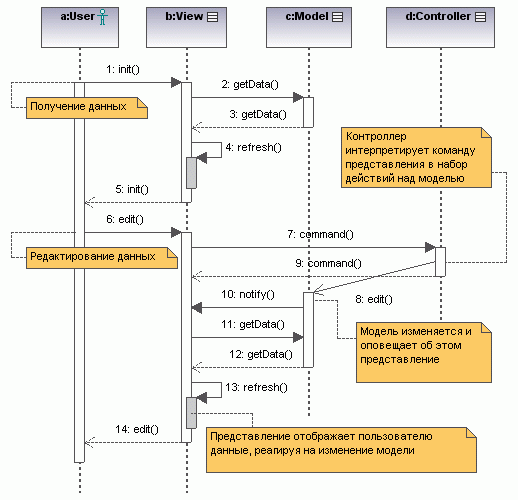 a:User
b:View
c:Model
d:Controller
1: init()
2: getData()
Получение данных
3: getData()
Контроллер
интерпретирует команду
представления в набор
действий над моделью
4: refresh()
5: init()
6: edit()
7: command()
Редактирование данных
9: command()
10: notify()
8: edit()
11: getData()
Модель изменяется и
оповещает об этом
представление
12: getData()
13: refresh()
14: edit()
Представление отображает пользователю
данные, реагируя на изменение модели